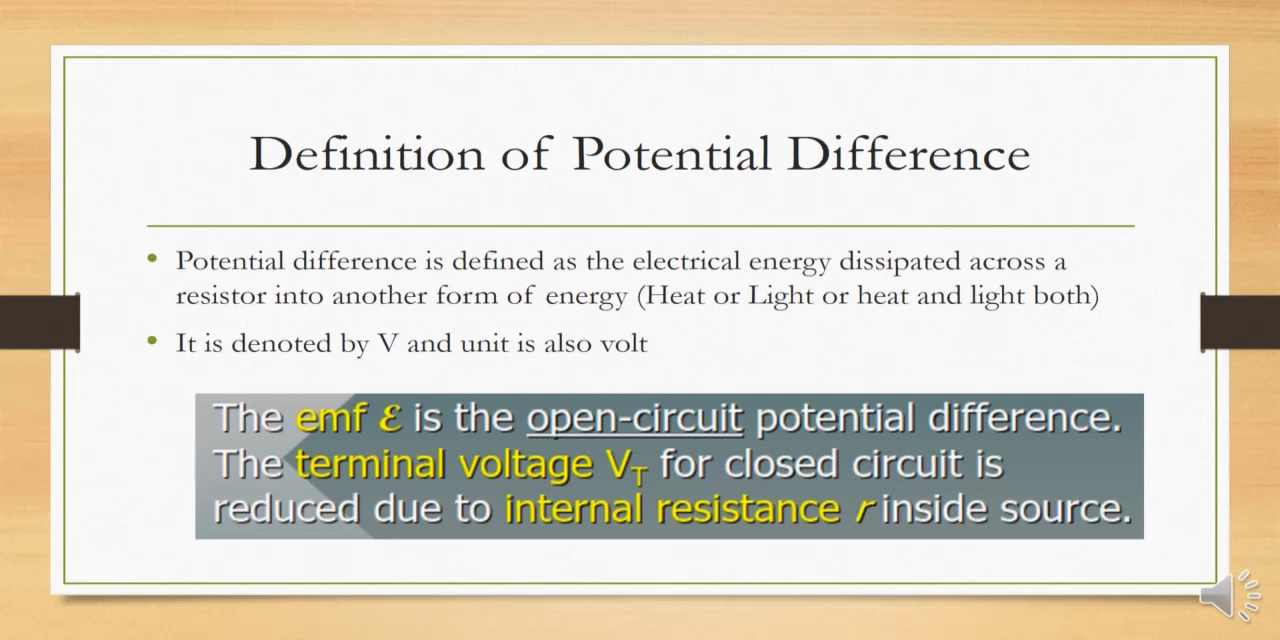 Definition of Potential Difference
• Potential difference is defined as the electrical energy dissipated across a
resistor into another form of energy (Heat or Light or heat and light both)
• It is denoted by V and unit is also volt
The emf ℰ is the open-circuit potential difference.
The terminal voltage V_T for closed circuit is
reduced due to internal resistance r inside source.